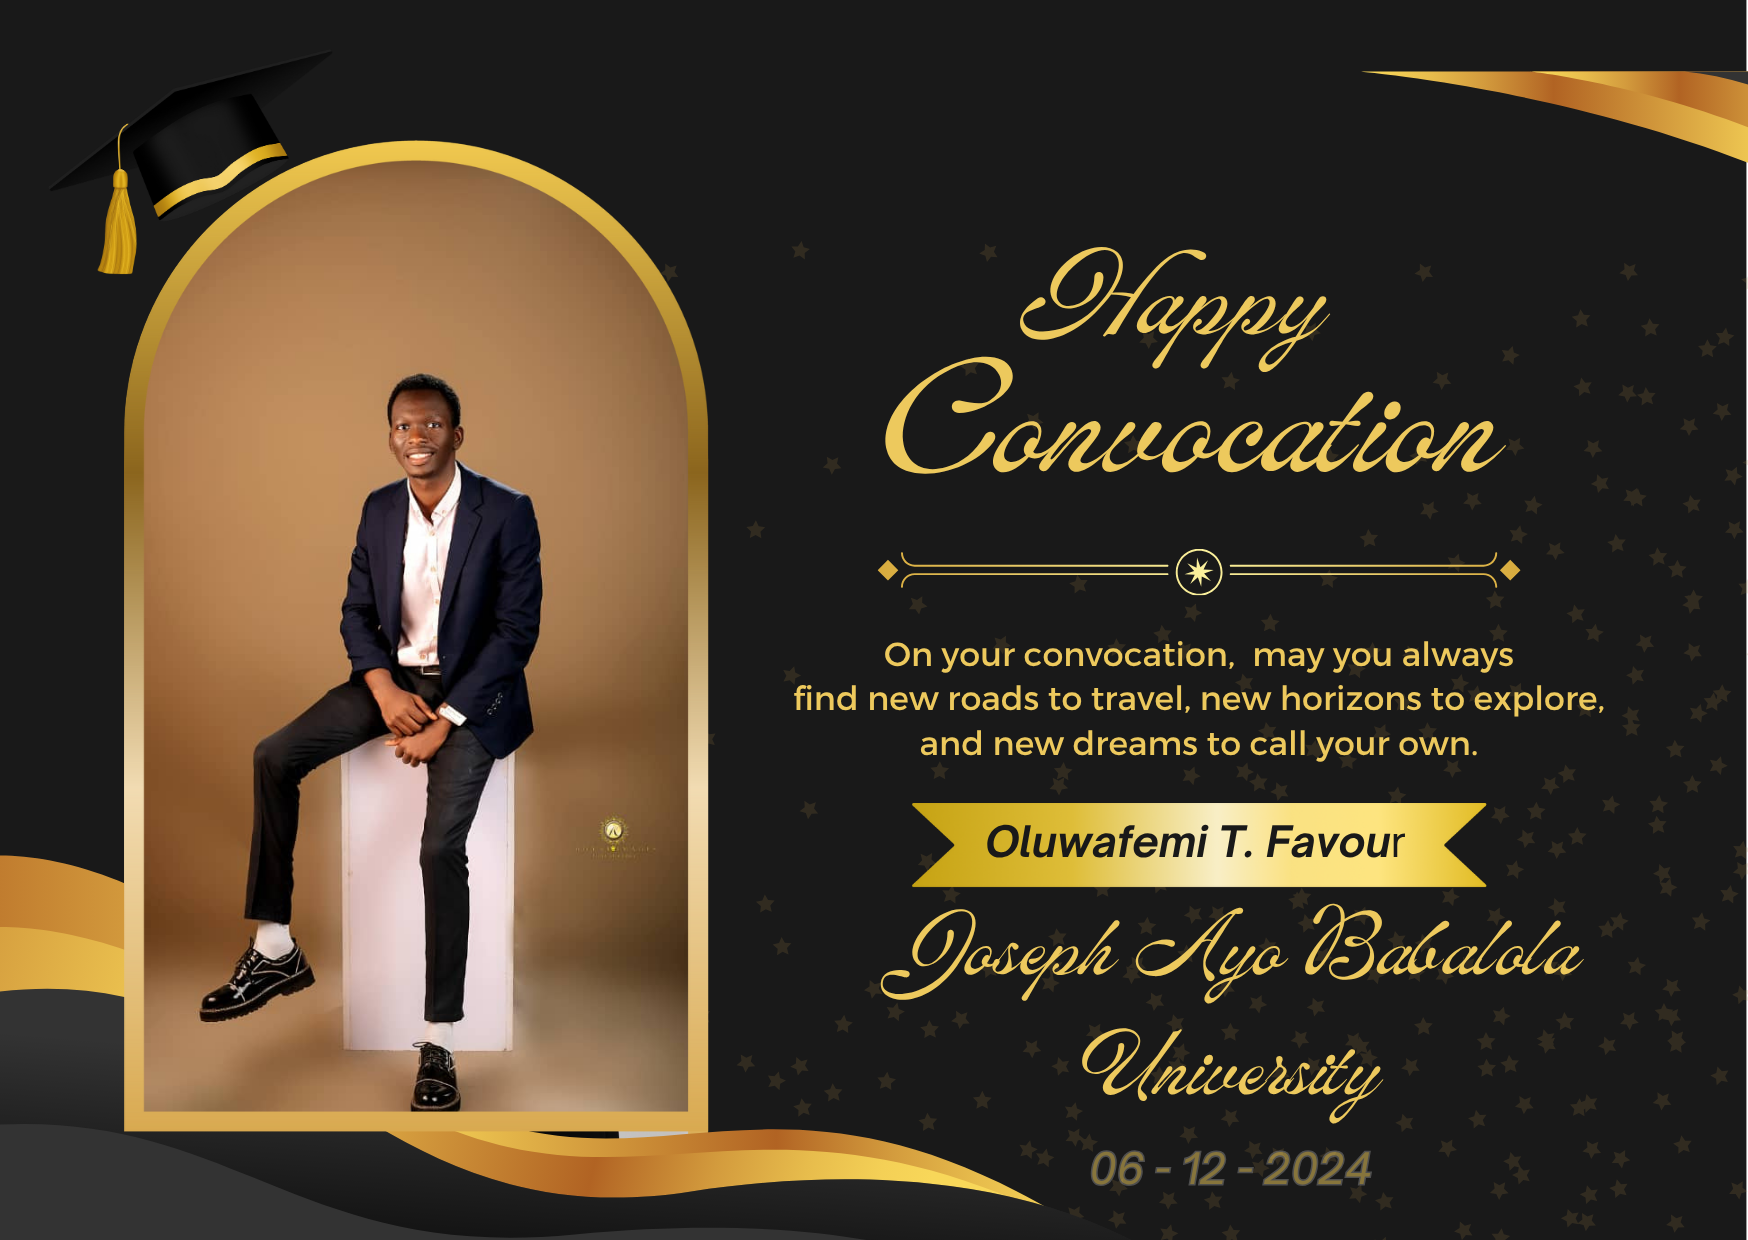 Happy
Convocation
On your convocation,  may you always
find new roads to travel, new horizons to explore,
and new dreams to call your own.
Oluwafemi T. Favour
Joseph Ayo Babalola
University
06 - 12 - 2024